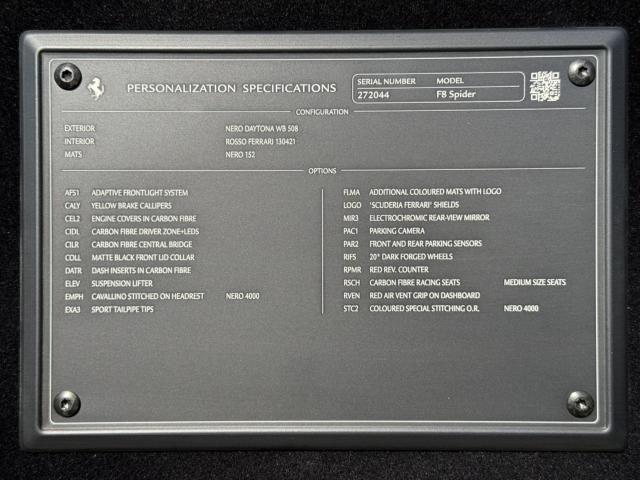 PERSONALIZATION SPECIFICATIONS
SERIAL NUMBER MODEL
272044 F8 Spider
CONFIGURATION
EXTERIOR NERO DAYTONA WB 508
INTERIOR ROSSO FERRARI 130421
MATS NERO 152
OPTIONS
AFS1 ADAPTIVE FRONTLIGHT SYSTEM
CALY YELLOW BRAKE CALLIPERS
CEL2 ENGINE COVERS IN CARBON FIBRE
CIDL CARBON FIBRE DRIVER ZONE+LEDS
CILR CARBON FIBRE CENTRAL BRIDGE
COLL MATTE BLACK FRONT LID COLLAR
DATR DASH INSERTS IN CARBON FIBRE
ELEV SUSPENSION LIFTER
EMPH CAVALLINO STITCHED ON HEADREST NERO 4000
EXA3 SPORT TAILPIPE TIPS
FLMA ADDITIONAL COLOURED MATS WITH LOGO
LOGO 'SCUDERIA FERRARI' SHIELDS
MIR3 ELECTROCHROMIC REAR-VIEW MIRROR
PAC1 PARKING CAMERA
PAR2 FRONT AND REAR PARKING SENSORS
RIF5 20" DARK FORGED WHEELS
RPMR RED REV. COUNTER
RSCH CARBON FIBRE RACING SEATS MEDIUM SIZE SEATS
RVEN RED AIR VENT GRIP ON DASHBOARD
STC2 COLOURED SPECIAL STITCHING O.R. NERO 4000